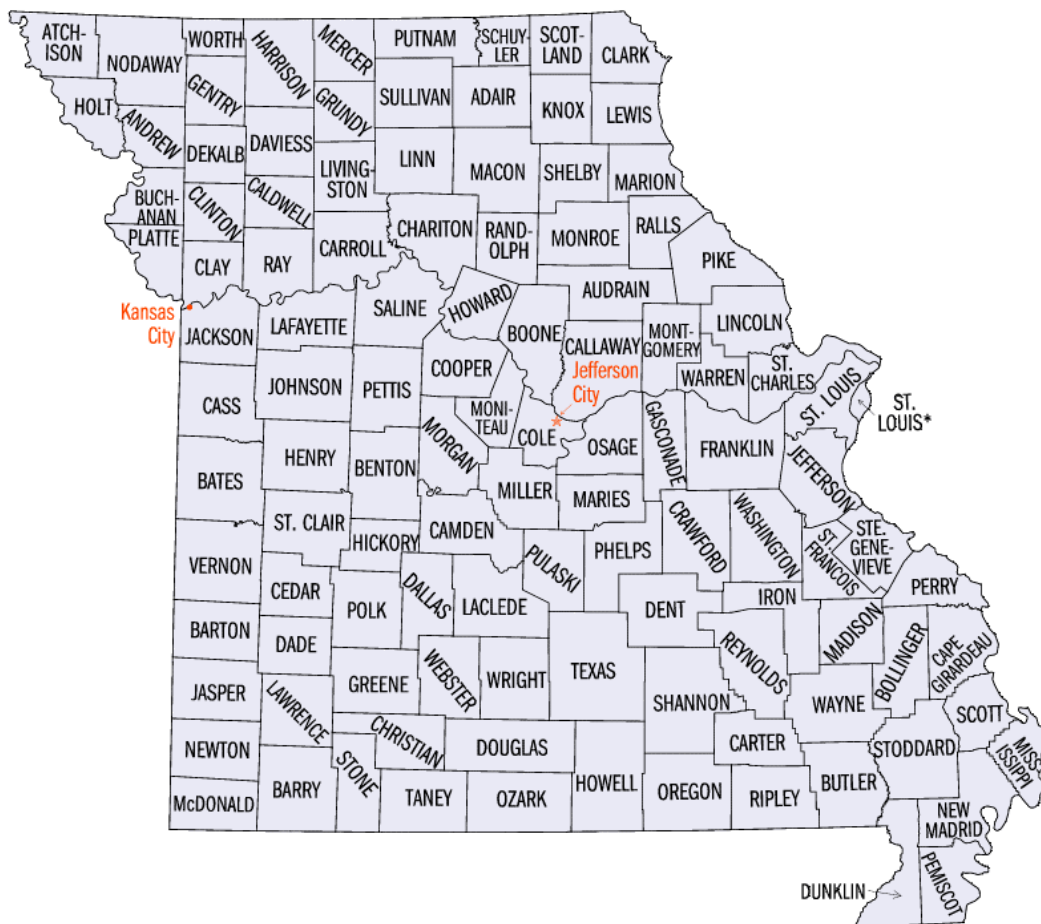 ATCH-
ISON
NODAWAY
WORTH
HARRISON
MERCER
PUTNAM
SCHUY-
LER
SCOT-
LAND
CLARK
HOLT
ANDREW
GENTRY
GRUNDY
SULLIVAN
ADAIR
KNOX
LEWIS
DEKALB
DAVIESS
LIVING-
STON
LINN
MACON
SHELBY
MARION
BUCH-
ANAN
CLINTON
CALDWELL
PLATTE
CLAY
RAY
CARROLL
CHARITON
RAND-
OLPH
MONROE
RALLS
PIKE
Kansas
City
JACKSON
LAFAYETTE
SALINE
HOWARD
BOONE
AUDRAIN
CALLAWAY
MONT-
GOMERY
LINCOLN
WARREN
ST.
CHARLES
ST. LOUIS
ST.
LOUIS*
CASS
JOHNSON
PETTIS
COOPER
MONI-
TEAU
Jefferson
City
COLE
MORGAN
OSAGE
GASCONADE
FRANKLIN
JEFFERSON
BATES
HENRY
BENTON
MILLER
MARIES
ST. CLAIR
HICKORY
CAMDEN
PULASKI
PHELPS
CRAWFORD
WASHINGTON
ST.
FRANCOIS
STE.
GENE-
VIEVE
PERRY
VERNON
CEDAR
POLK
DALLAS
LACLEDE
DENT
IRON
REYNOLDS
MADISON
BOLLINGER
CAPE
GIRARDEAU
BARTON
DADE
GREENE
WEBSTER
WRIGHT
TEXAS
SHANNON
WAYNE
JASPER
LAWRENCE
CHRISTIAN
DOUGLAS
HOWELL
CARTER
STODDARD
SCOTT
MISS-
ISSIPPI
NEWTON
McDONALD
BARRY
STONE
TANEY
OZARK
OREGON
RIPLEY
BUTLER
NEW
MADRID
DUNKLIN
PEMISCOT